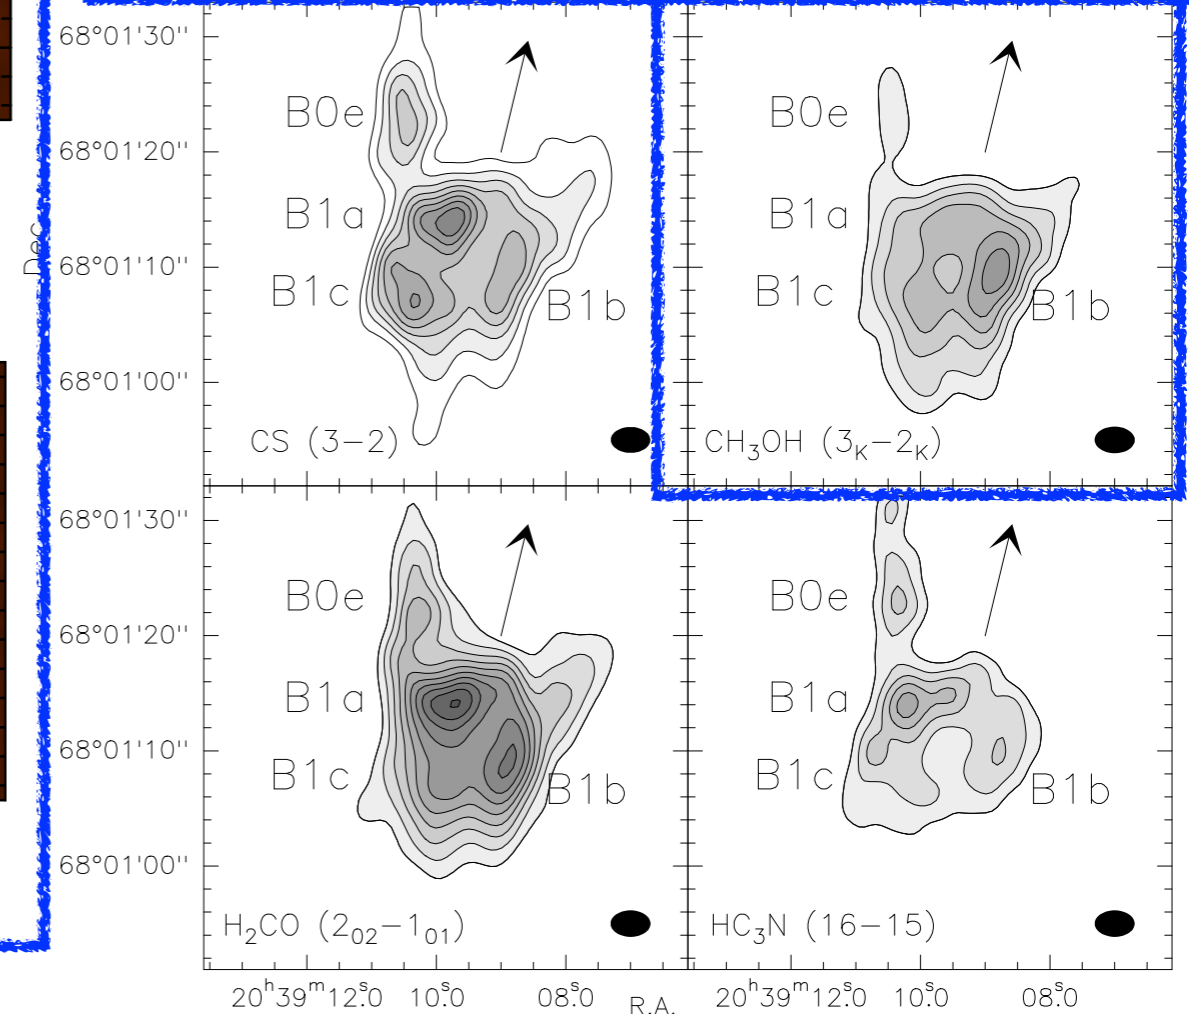 68°01'30''
B0e
B0e
68°01'20''
B1a
B1a
Dec
68°01'10''
B1c
B1b
B1c
B1b
68°01'00''
CS (3−2)
CH₃OH (3_K−2_K)
68°01'30''
B0e
B0e
68°01'20''
B1a
B1a
68°01'10''
B1c
B1b
B1c
B1b
68°01'00''
H₂CO (2₀₂−1₀₁)
HC₃N (16−15)
20ʰ39ᵐ12ˢ.0 10ˢ.0 08ˢ.0 R.A. 20ʰ39ᵐ12ˢ.0 10ˢ.0 08ˢ.0